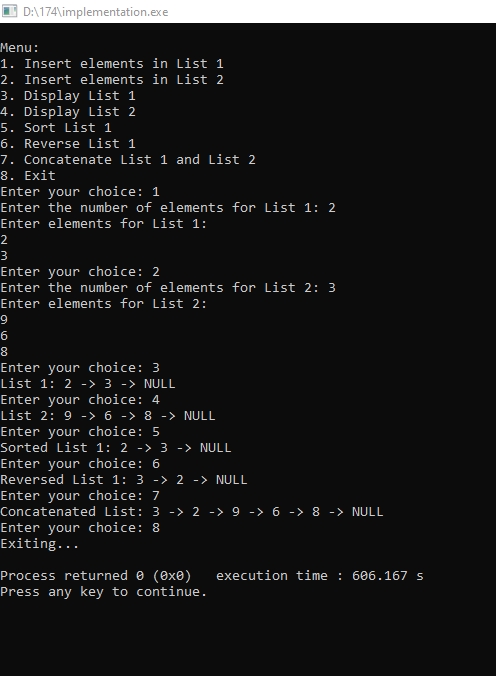 D:\174\implementation.exe
Menu:
1. Insert elements in List 1
2. Insert elements in List 2
3. Display List 1
4. Display List 2
5. Sort List 1
6. Reverse List 1
7. Concatenate List 1 and List 2
8. Exit
Enter your choice: 1
Enter the number of elements for List 1: 2
Enter elements for List 1:
2
3
Enter your choice: 2
Enter the number of elements for List 2: 3
Enter elements for List 2:
9
6
8
Enter your choice: 3
List 1: 2 -> 3 -> NULL
Enter your choice: 4
List 2: 9 -> 6 -> 8 -> NULL
Enter your choice: 5
Sorted List 1: 2 -> 3 -> NULL
Enter your choice: 6
Reversed List 1: 3 -> 2 -> NULL
Enter your choice: 7
Concatenated List: 3 -> 2 -> 9 -> 6 -> 8 -> NULL
Enter your choice: 8
Exiting...
Process returned 0 (0x0)   execution time : 606.167 s
Press any key to continue.